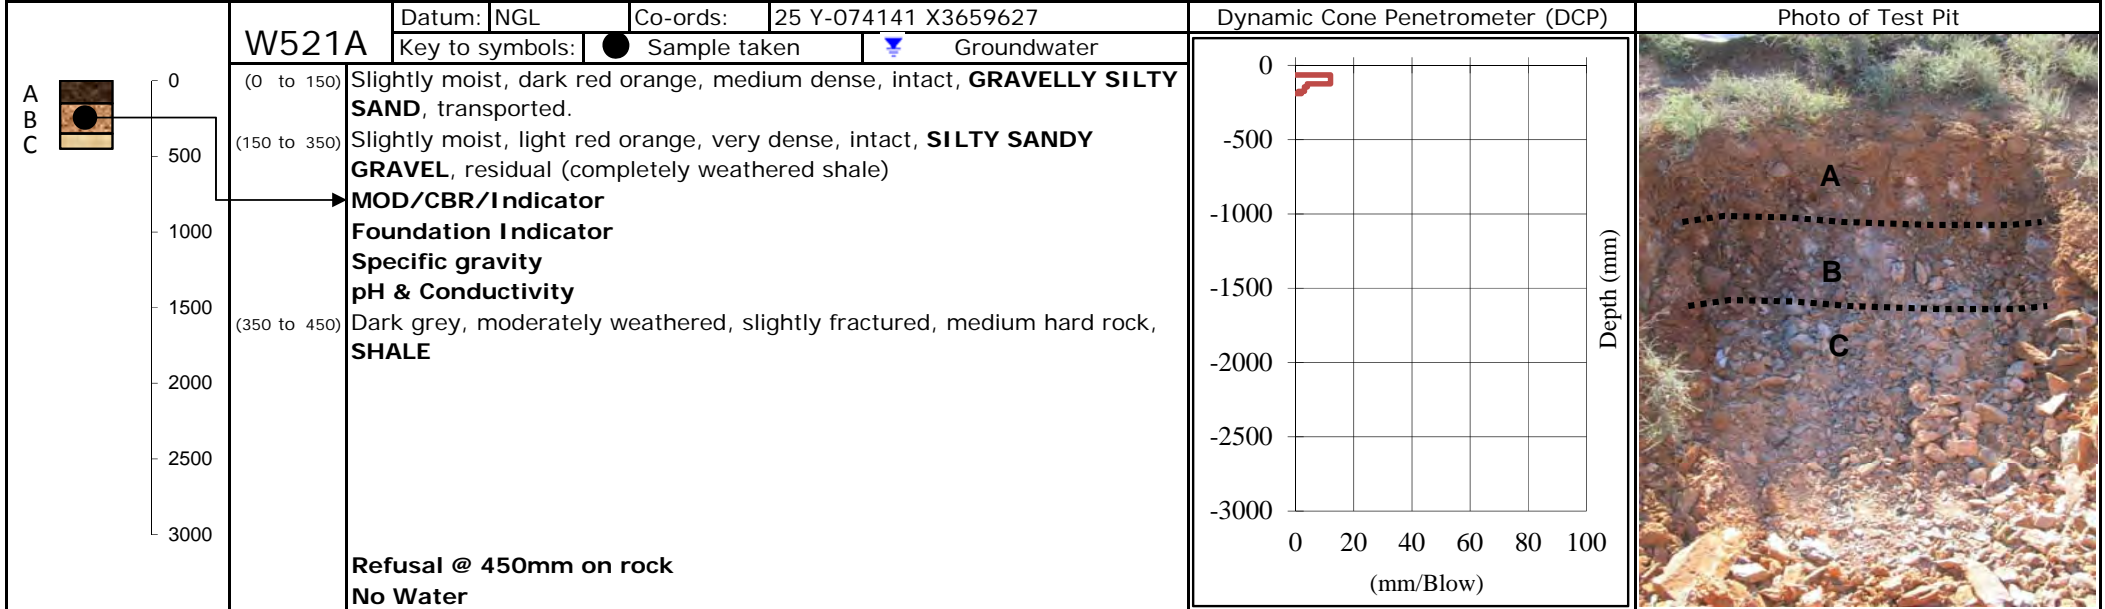 W521A
Datum: NGL Co-ords: 25 Y-074141 X3659627
Key to symbols: Sample taken Groundwater
A
B
C
0
500
1000
1500
2000
2500
3000
(0 to 150) Slightly moist, dark red orange, medium dense, intact, GRAVELLY SILTY
SAND, transported.
(150 to 350) Slightly moist, light red orange, very dense, intact, SILTY SANDY
GRAVEL, residual (completely weathered shale)
MOD/CBR/Indicator
Foundation Indicator
Specific gravity
pH & Conductivity
(350 to 450) Dark grey, moderately weathered, slightly fractured, medium hard rock,
SHALE
Refusal @ 450mm on rock
No Water
Dynamic Cone Penetrometer (DCP)
0
-500
-1000
-1500
-2000
-2500
-3000
0 20 40 60 80 100
(mm/Blow)
Depth (mm)
Photo of Test Pit
A
B
C